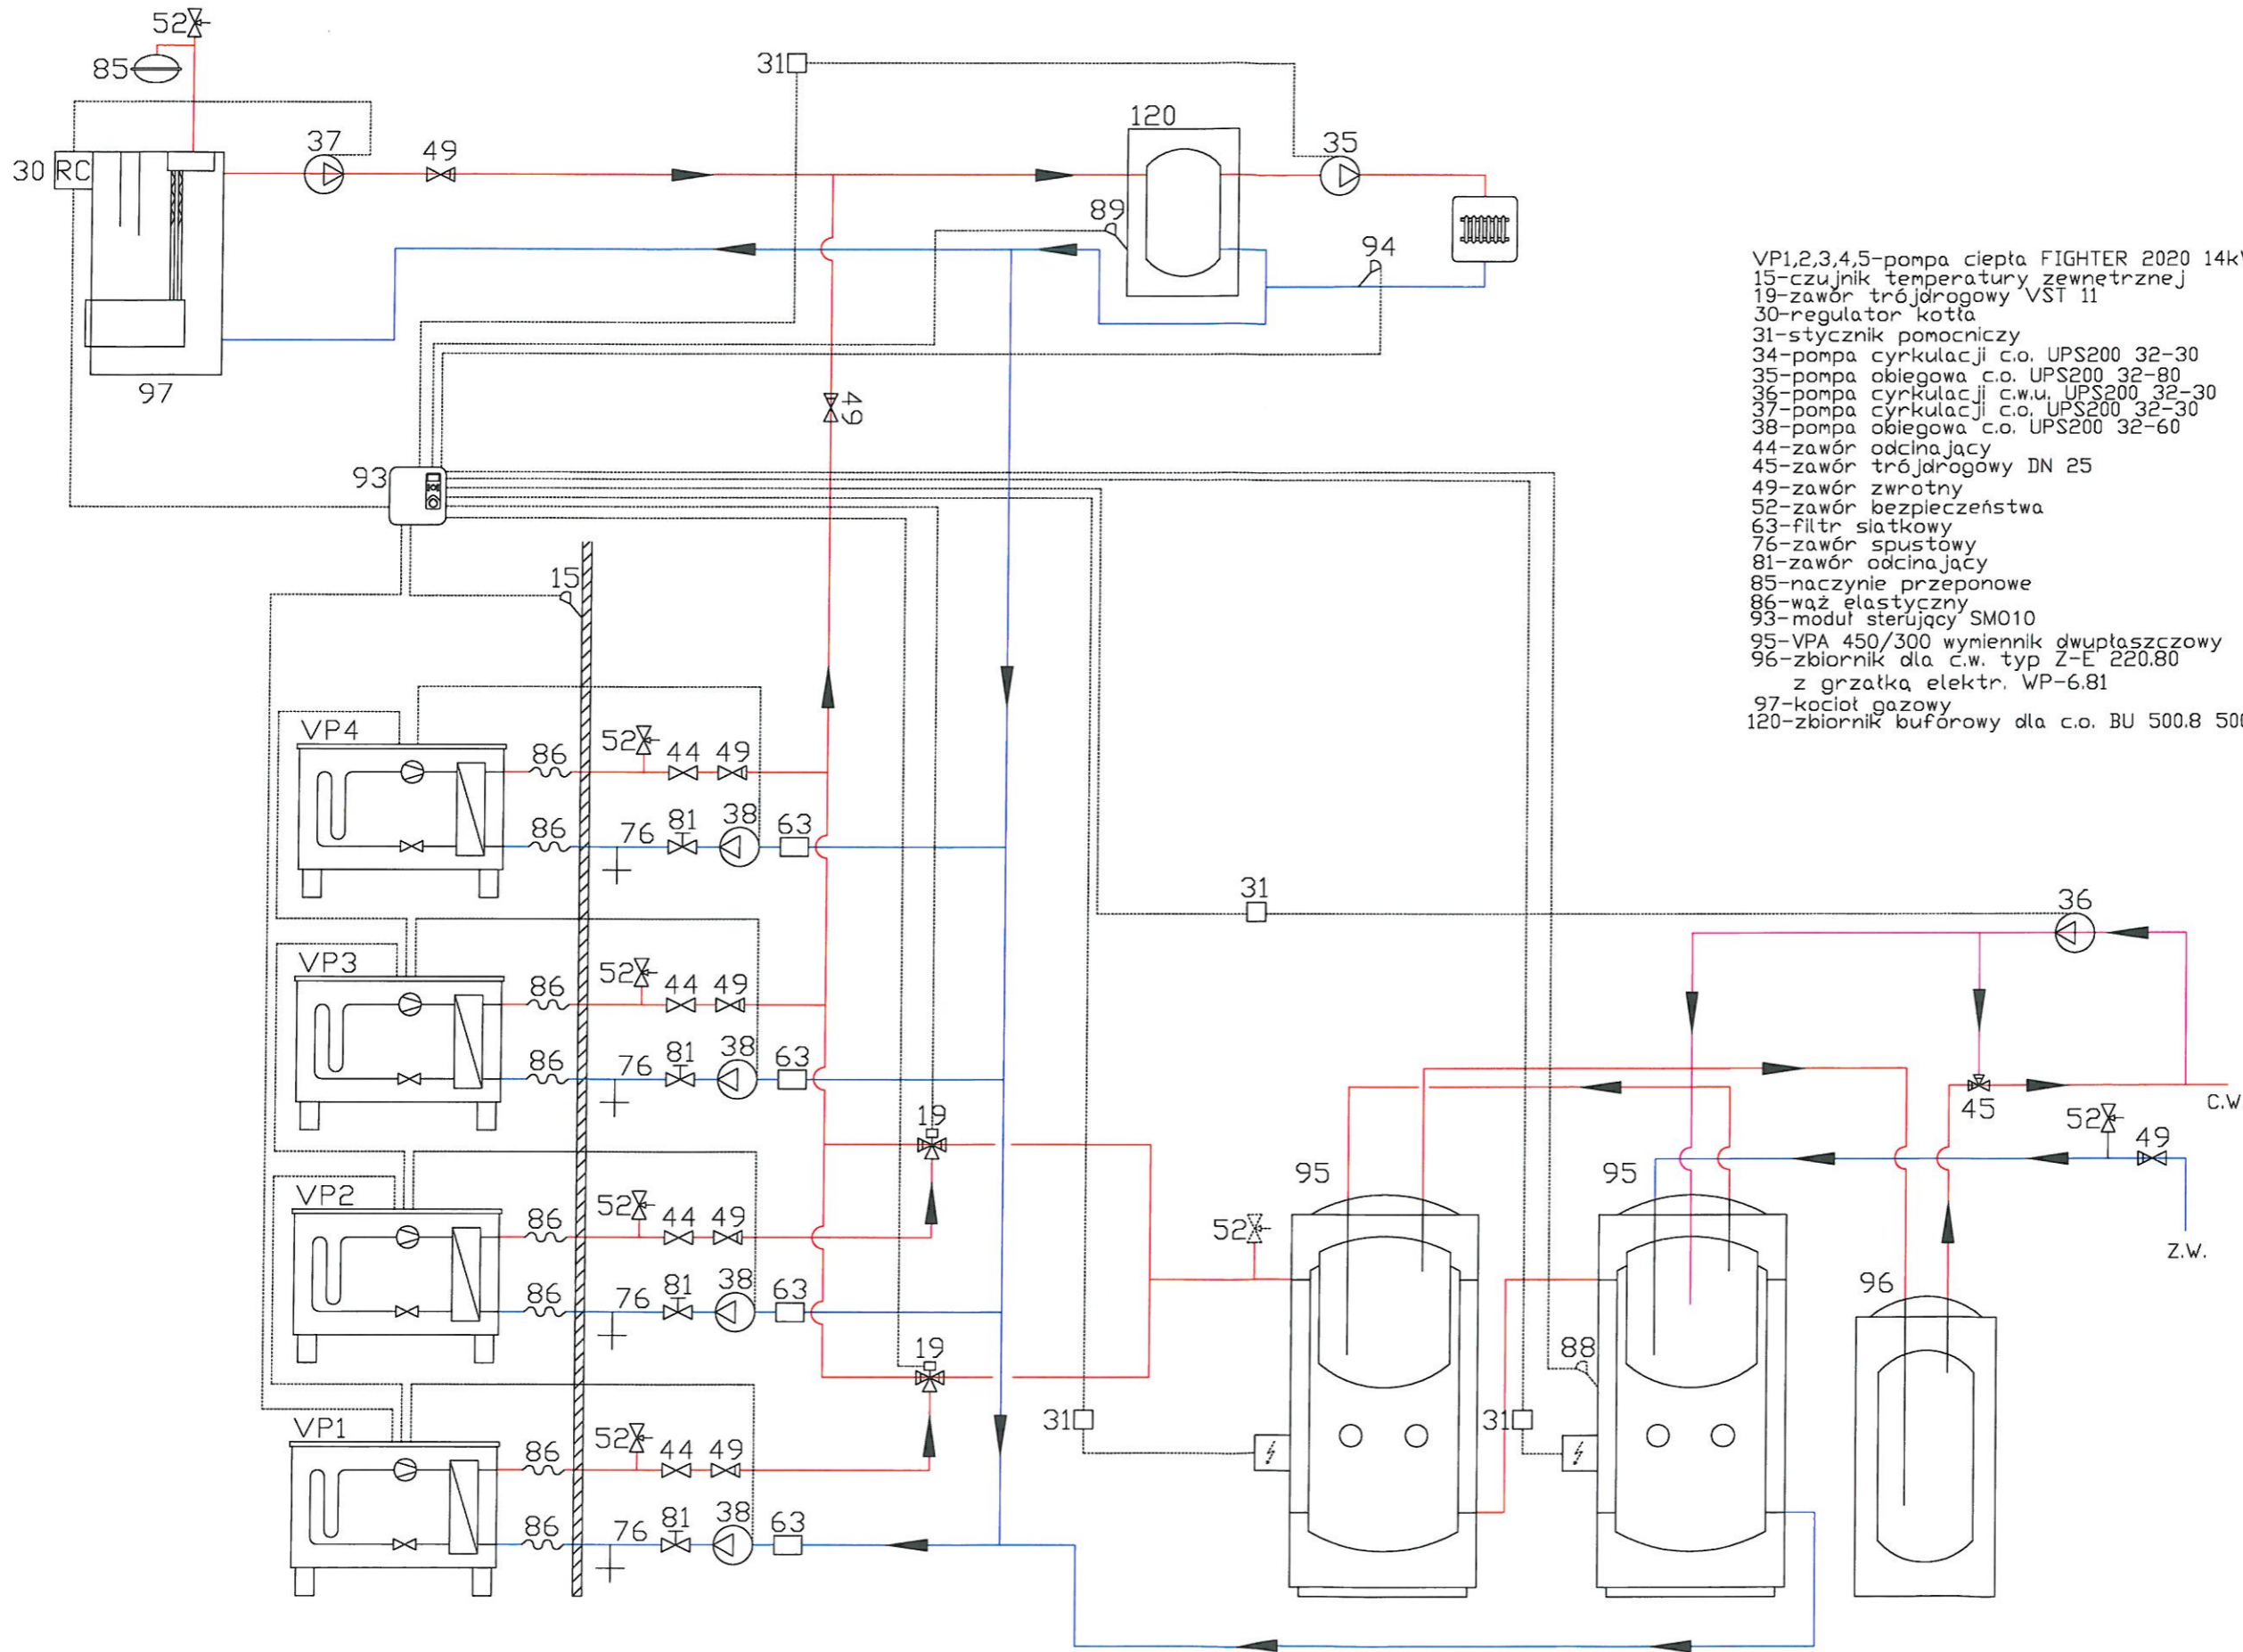 52
85
31
120
37
49
35
30 RC
89
94
97
49
93
15
VP4
86
52
44
49
86
76
81
38
63
VP3
86
52
44
49
86
76
81
38
63
19
VP2
86
52
44
49
86
76
81
38
63
19
VP1
86
52
44
49
86
76
81
38
63
31
36
45
C.W
52
49
Z.W.
95
95
52
96
88
31
31
VP1,2,3,4,5-pompa ciepła FIGHTER 2020 14k
15-czujnik temperatury zewnętrznej
19-zawór trójdrogowy VST 11
30-regulator kotła
31-stycznik pomocniczy
34-pompa cyrkulacji c.o. UPS200 32-30
35-pompa obiegowa c.o. UPS200 32-80
36-pompa cyrkulacji c.w.u. UPS200 32-30
37-pompa cyrkulacji c.o. UPS200 32-30
38-pompa obiegowa c.o. UPS200 32-60
44-zawór odcinający
45-zawór trójdrogowy DN 25
49-zawór zwrotny
52-zawór bezpieczeństwa
63-filtr siatkowy
76-zawór spustowy
81-zawór odcinający
85-naczynie przeponowe
86-wąż elastyczny
93-moduł sterujący SMO10
95-VPA 450/300 wymiennik dwupłaszczowy
96-zbiornik dla c.w. typ Z-E 220.80
z grzałką elektr. WP-6.81
97-kocioł gazowy
120-zbiornik buforowy dla c.o. BU 500.8 500